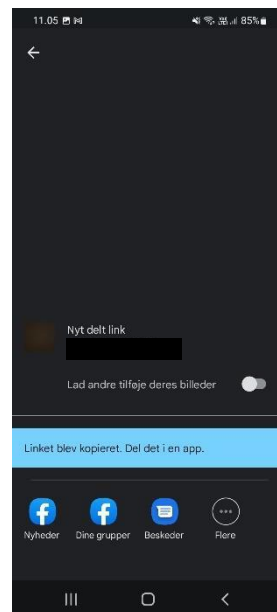 11.05
85%
Nyt delt link
Lad andre tilføje deres billeder
Linket blev kopieret. Del det i en app.
Nyheder
Dine grupper
Beskeder
Flere